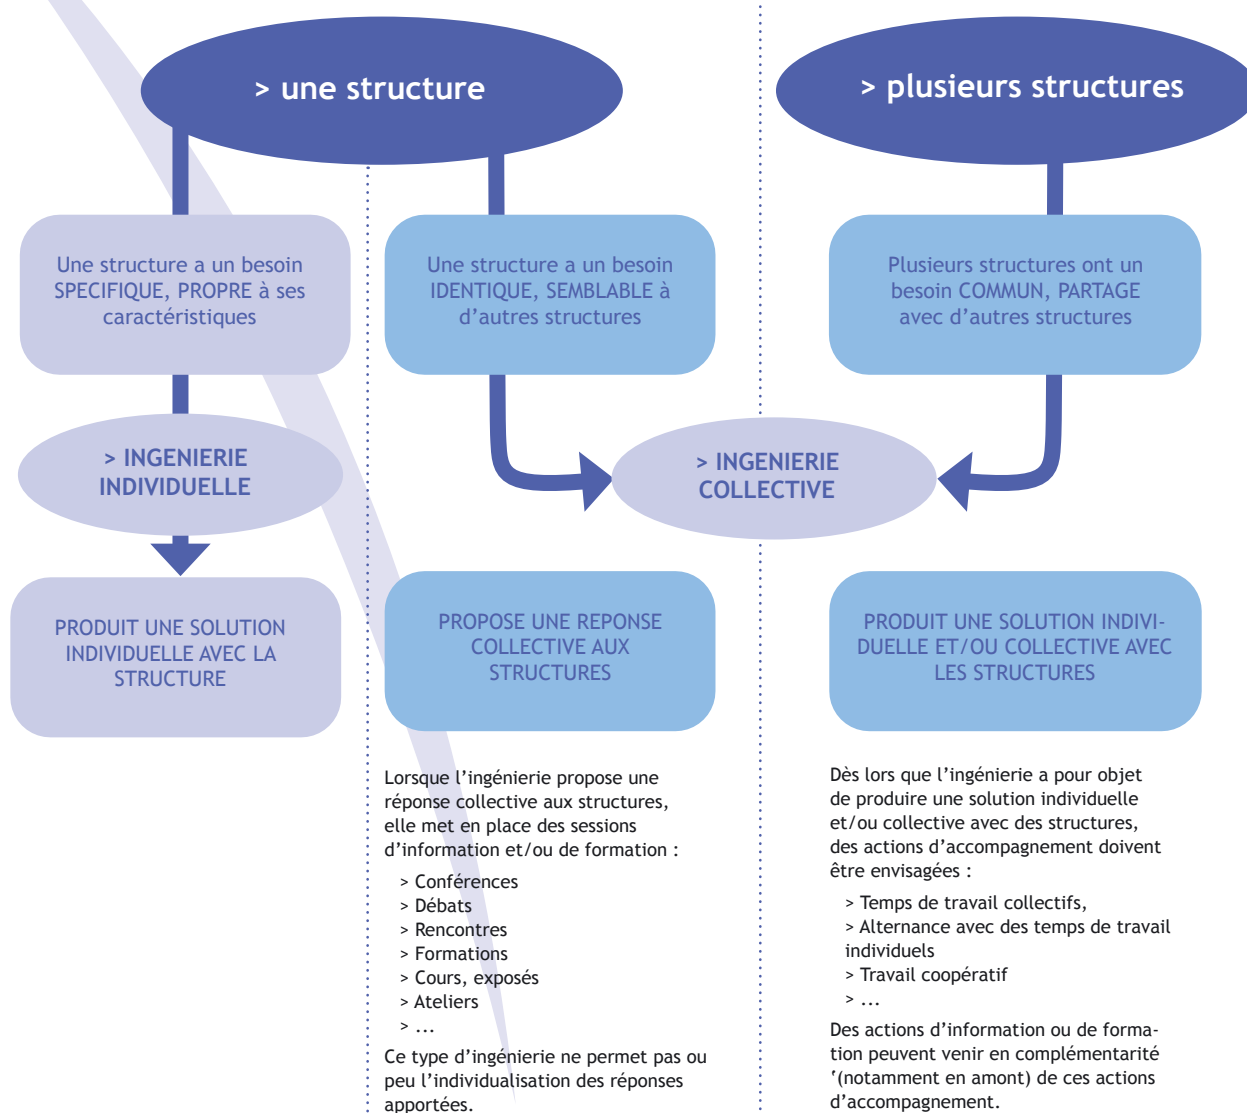 > une structure
> plusieurs structures
Une structure a un besoin
SPECIFIQUE, PROPRE à ses
caractéristiques
Une structure a un besoin
IDENTIQUE, SEMBLABLE à
d’autres structures
Plusieurs structures ont un
besoin COMMUN, PARTAGE
avec d’autres structures
> INGENIERIE
INDIVIDUELLE
> INGENIERIE
COLLECTIVE
PRODUIT UNE SOLUTION
INDIVIDUELLE AVEC LA
STRUCTURE
PROPOSE UNE REPONSE
COLLECTIVE AUX
STRUCTURES
PRODUIT UNE SOLUTION INDIVI-
DUELLE ET/OU COLLECTIVE AVEC
LES STRUCTURES
Lorsque l’ingénierie propose une
réponse collective aux structures,
elle met en place des sessions
d’information et/ou de formation :
> Conférences
> Débats
> Rencontres
> Formations
> Cours, exposés
> Ateliers
> ...
Ce type d’ingénierie ne permet pas ou
peu l’individualisation des réponses
apportées.
Dès lors que l’ingénierie a pour objet
de produire une solution individuelle
et/ou collective avec des structures,
des actions d’accompagnement doivent
être envisagées :
> Temps de travail collectifs,
> Alternance avec des temps de travail
individuels
> Travail coopératif
> ...
Des actions d’information ou de forma-
tion peuvent venir en complémentarité
‘(notamment en amont) de ces actions
d’accompagnement.